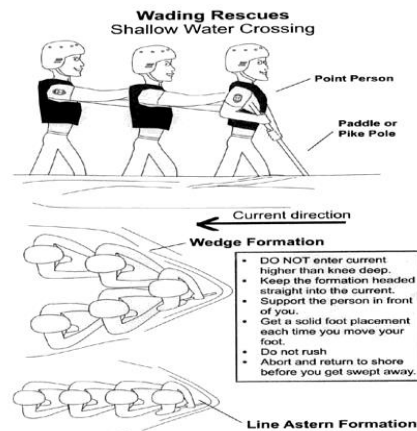 Wading Rescues
Shallow Water Crossing
Point Person
Paddle or
Pike Pole
Current direction
Wedge Formation
• DO NOT enter current
higher than knee deep.
• Keep the formation headed
straight into the current.
• Support the person in front
of you.
• Get a solid foot placement
each time you move your
foot.
• Do not rush
• Abort and return to shore
before you get swept away.
Line Astern Formation